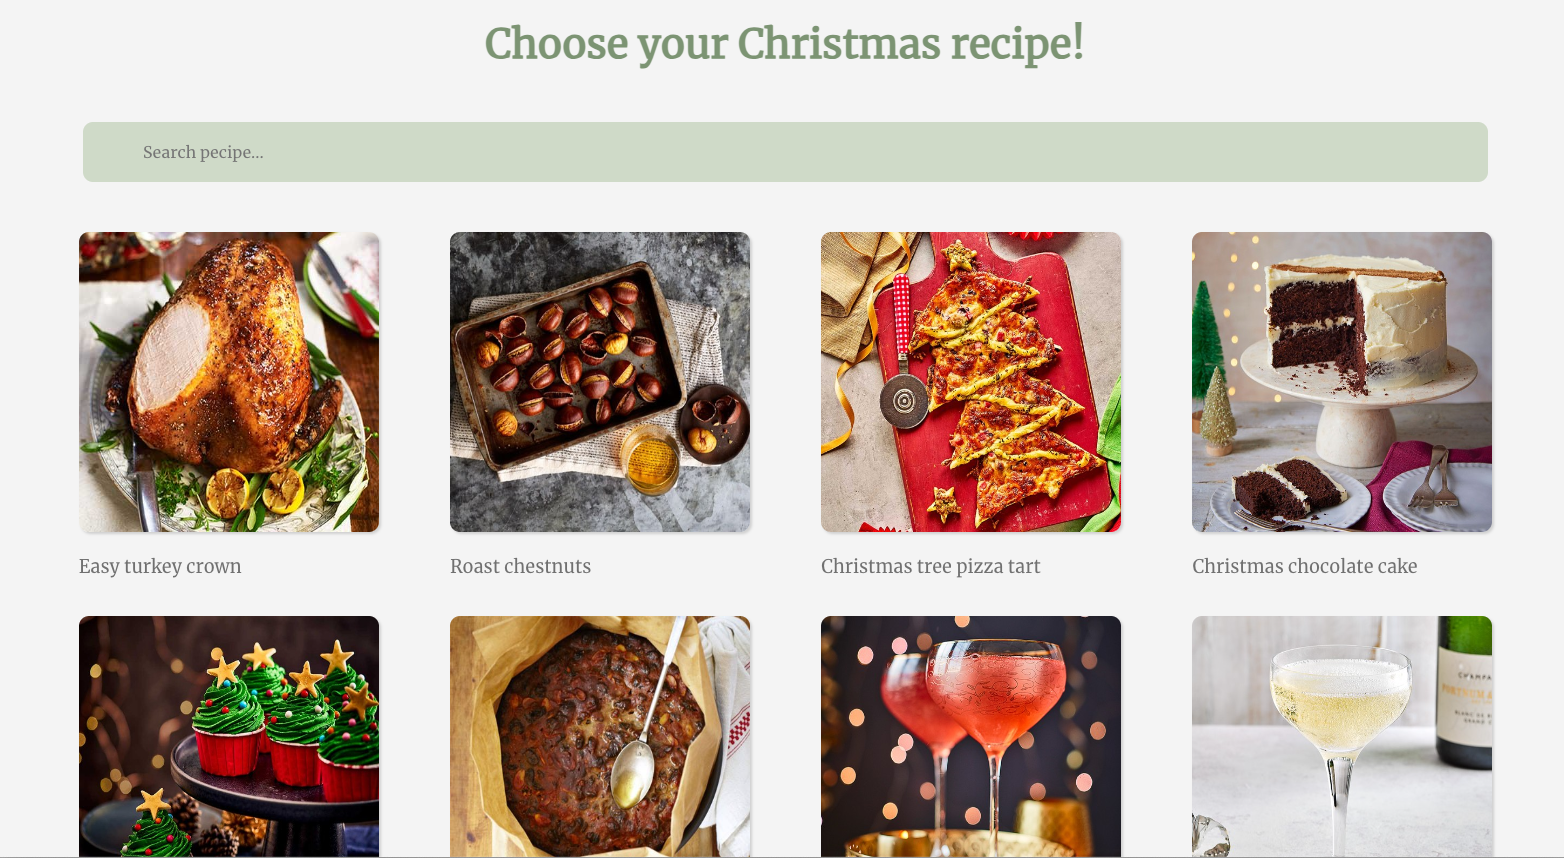 Choose your Christmas recipe!
Search pecipe...
Easy turkey crown
Roast chestnuts
Christmas tree pizza tart
Christmas chocolate cake